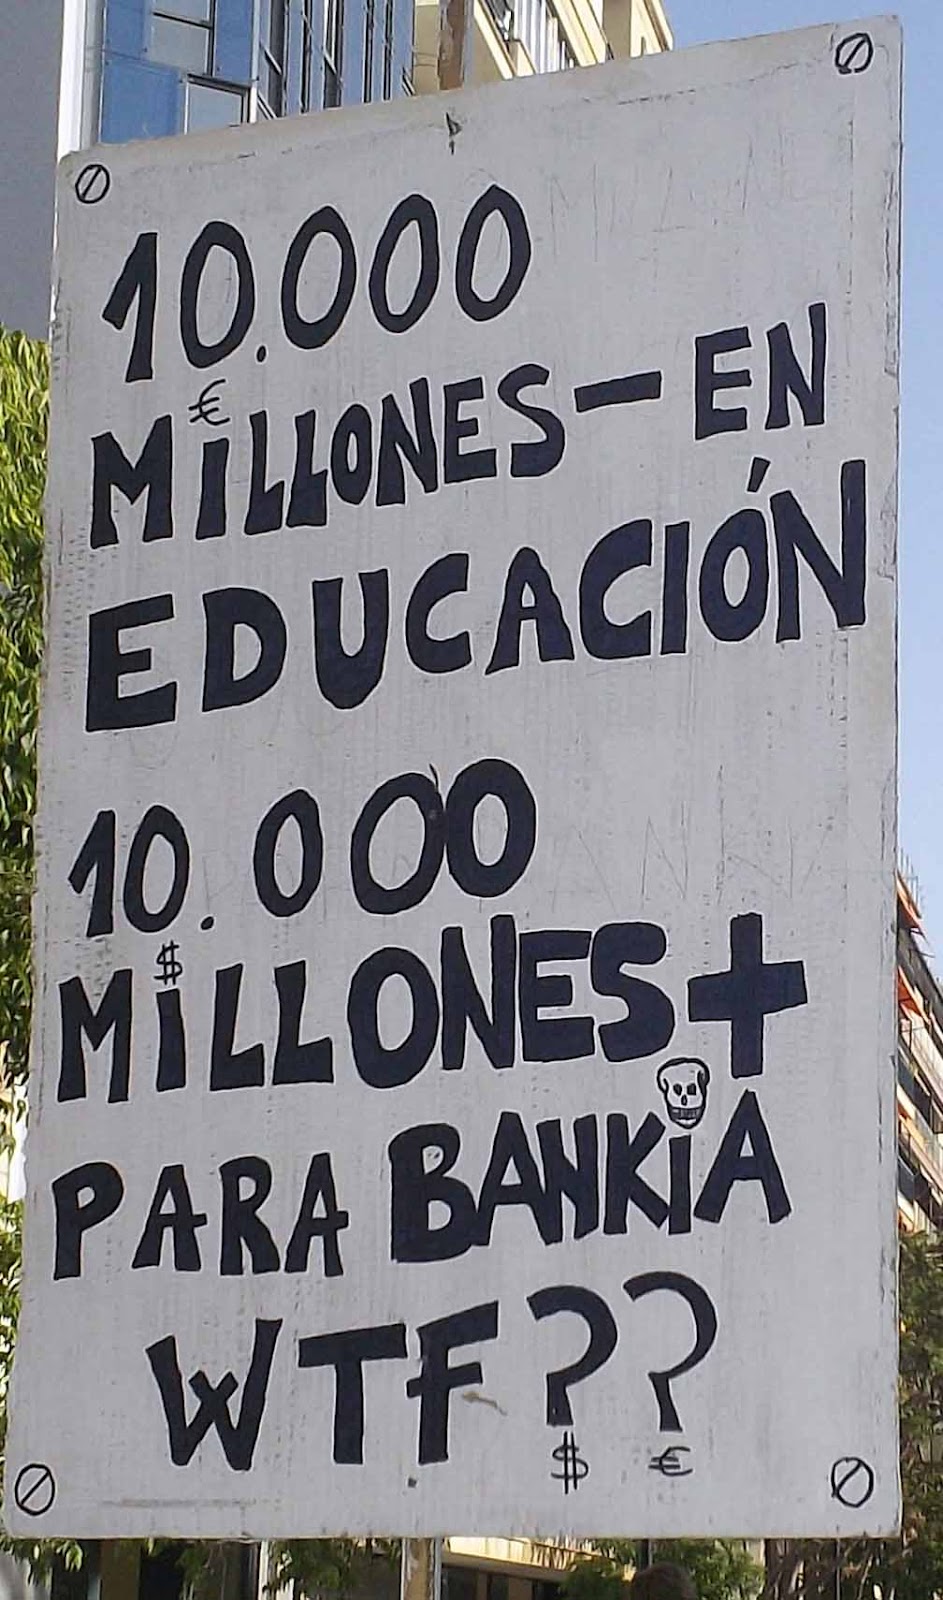 10.000
MILLONES - EN
EDUCACIÓN
10.000
MILLONES +
PARA BANKIA
WTF??